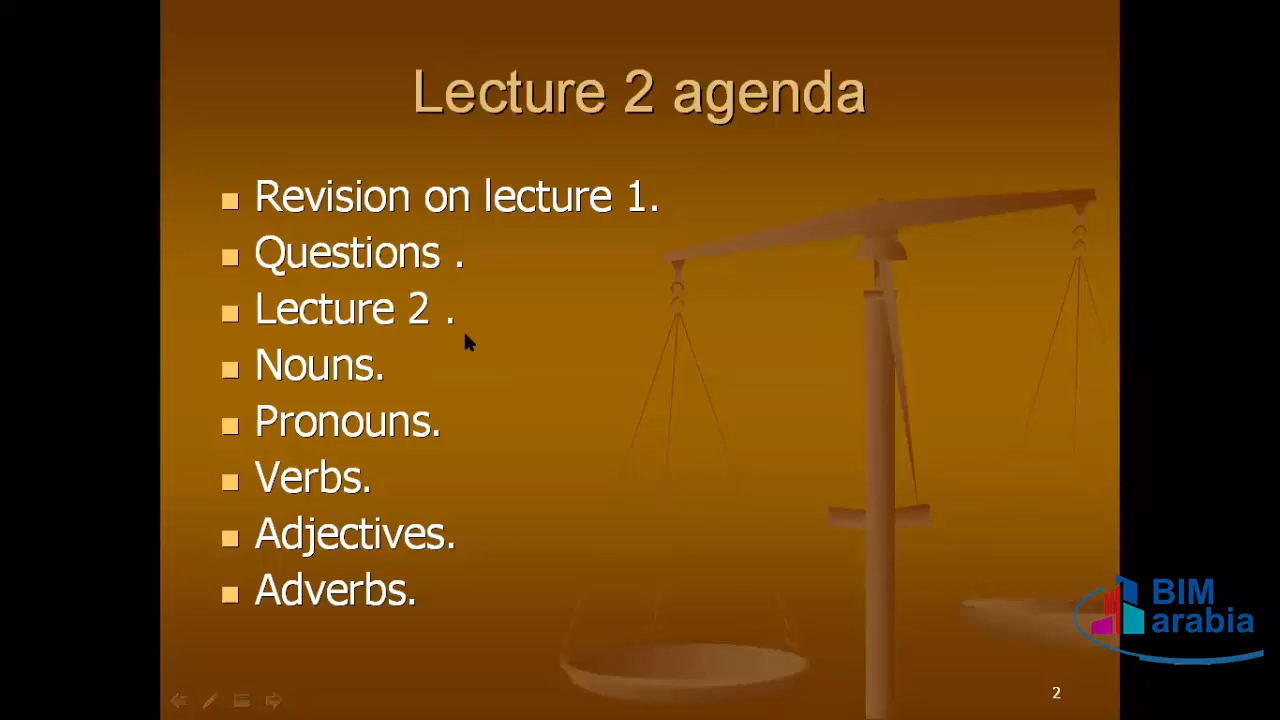 Lecture 2 agenda
Revision on lecture 1.
Questions .
Lecture 2 .
Nouns.
Pronouns.
Verbs.
Adjectives.
Adverbs.
BIM
arabia
2